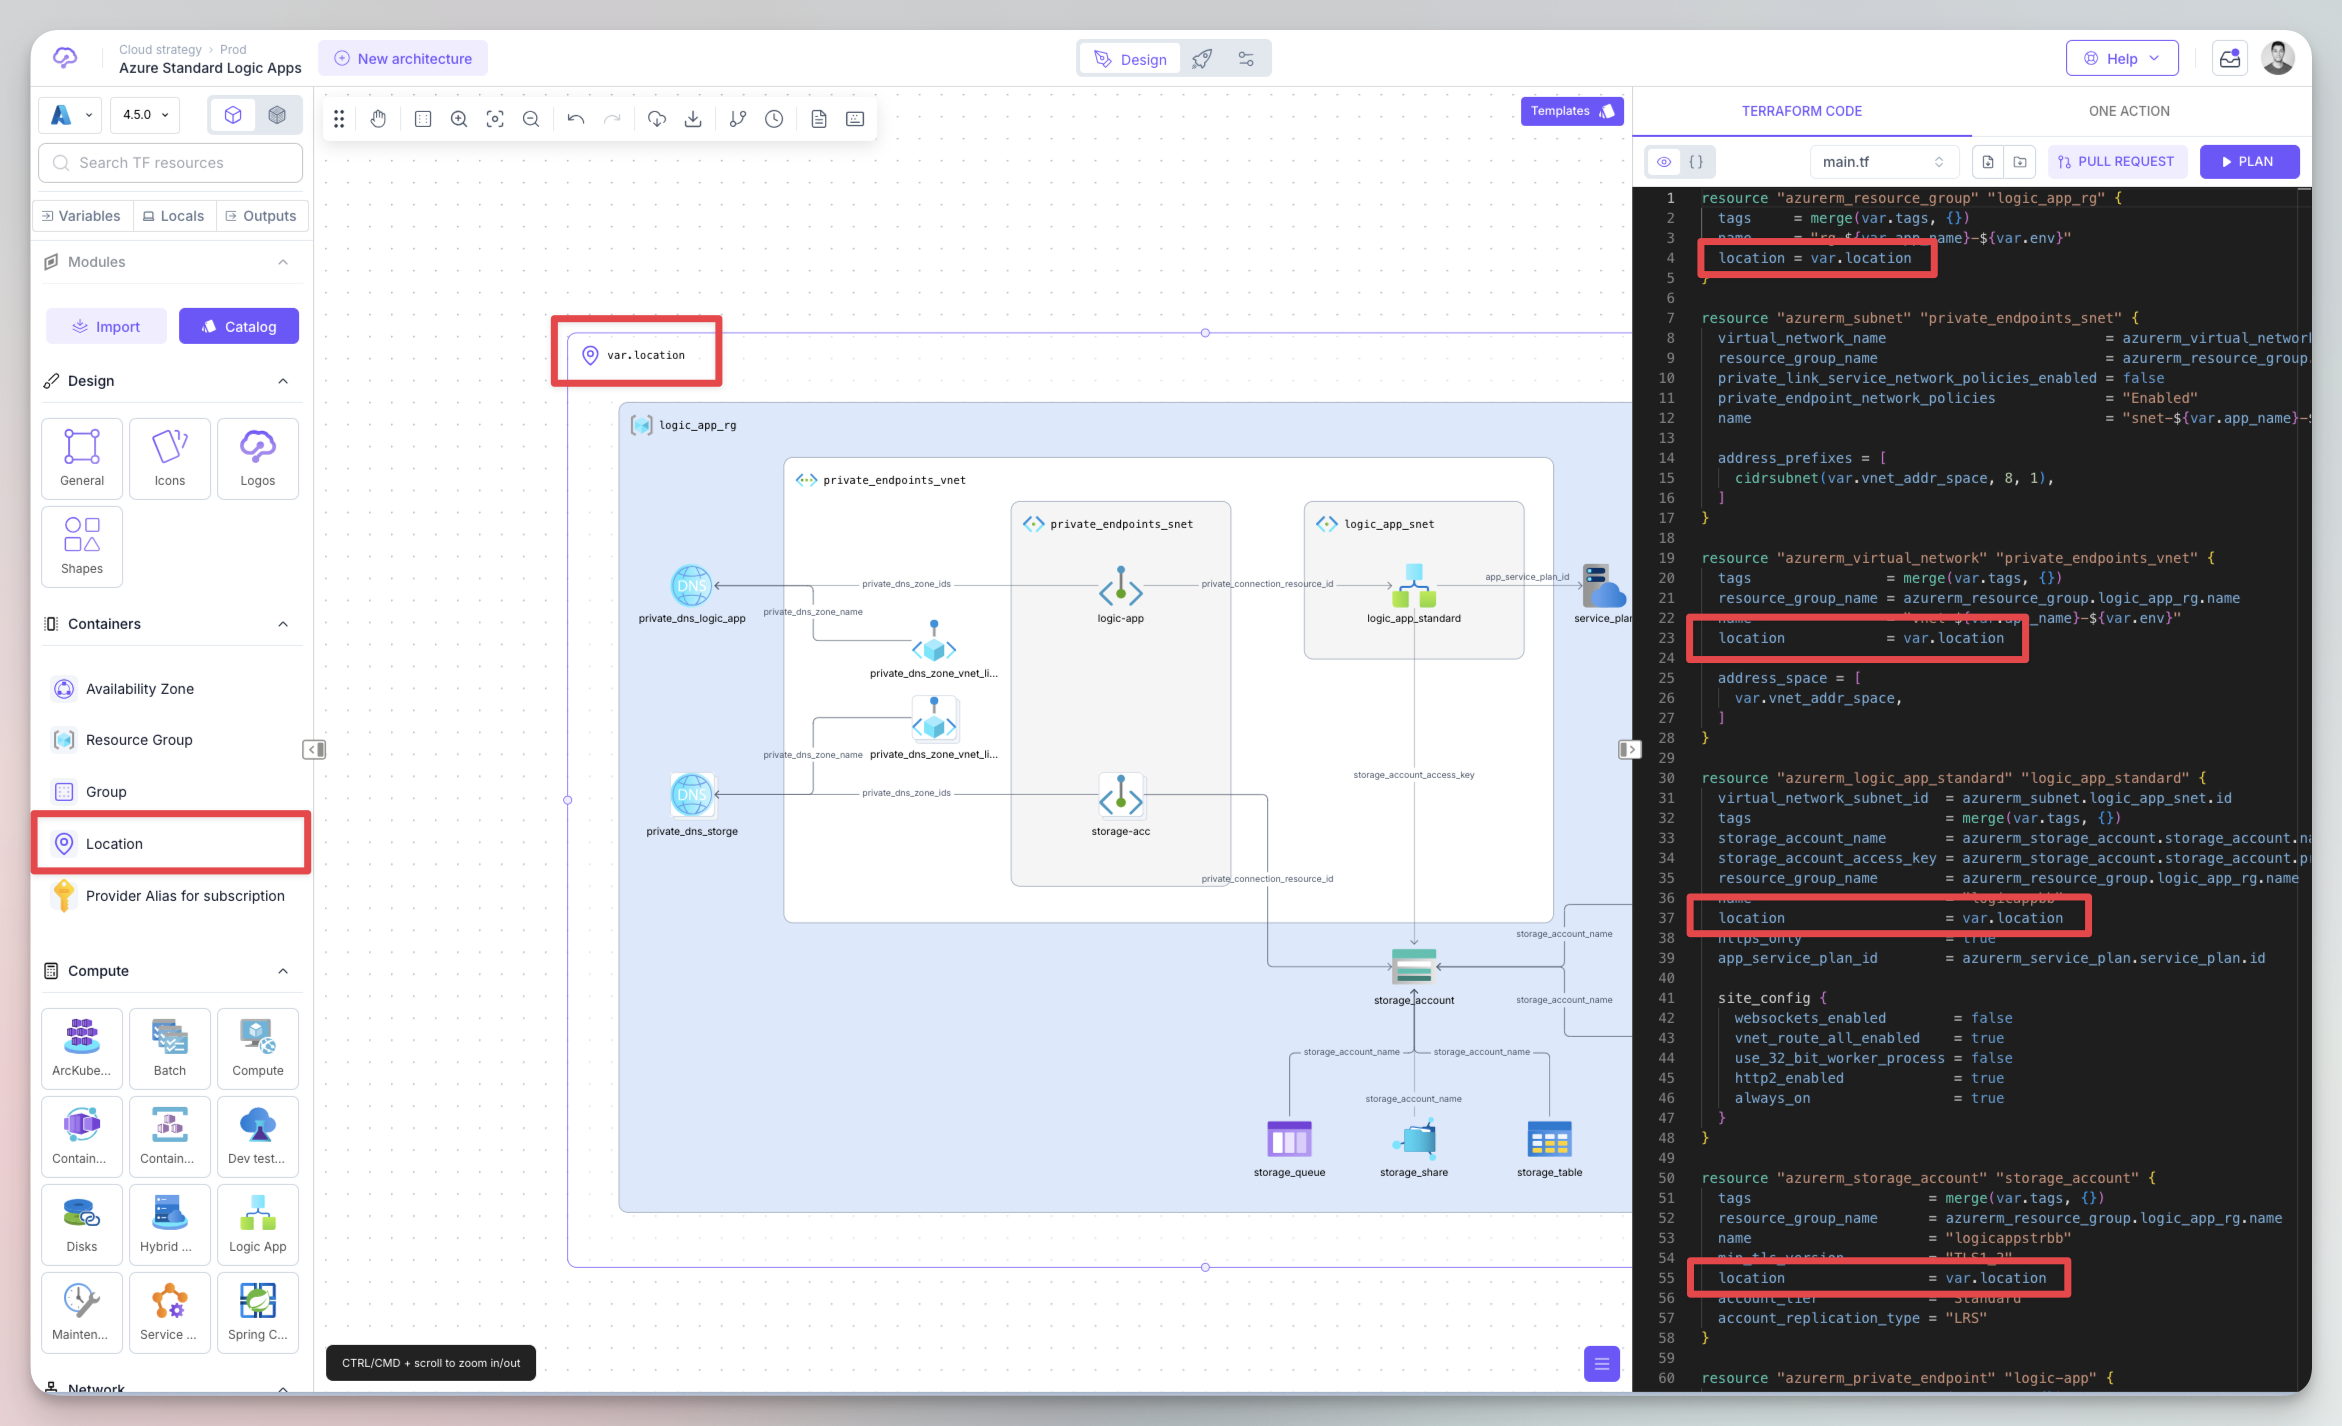 Cloud strategy › Prod
Azure Standard Logic Apps
New architecture
Design
Help
4.5.0
Search TF resources
Variables
Locals
Outputs
Modules
Import
Catalog
Design
General
Icons
Logos
Shapes
Containers
Availability Zone
Resource Group
Group
Location
Provider Alias for subscription
Compute
ArcKube...
Batch
Compute
Contain...
Contain...
Dev test...
Disks
Hybrid ...
Logic App
Mainten...
Service ...
Spring C...
Network
Templates
var.location
logic_app_rg
private_endpoints_vnet
private_endpoints_snet
logic_app_snet
DNS
private_dns_logic_app
private_dns_zone_ids
private_dns_zone_name
logic-app
private_connection_resource_id
logic_app_standard
app_service_plan_id
service_plan
private_dns_zone_vnet_li...
private_dns_zone_name
private_dns_zone_vnet_li...
DNS
private_dns_storge
private_dns_zone_ids
storage-acc
storage_account_access_key
private_connection_resource_id
storage_account_name
storage_account
storage_account_name
storage_account_name
storage_account_name
storage_account_name
storage_queue
storage_share
storage_table
CTRL/CMD + scroll to zoom in/out
TERRAFORM CODE
ONE ACTION
{ }
main.tf
PULL REQUEST
PLAN
1 resource "azurerm_resource_group" "logic_app_rg" {
2 tags = merge(var.tags, {})
3 name = "rg-${var.app_name}-${var.env}"
4 location = var.location
5 }
6
7 resource "azurerm_subnet" "private_endpoints_snet" {
8 virtual_network_name = azurerm_virtual_network
9 resource_group_name = azurerm_resource_group.
10 private_link_service_network_policies_enabled = false
11 private_endpoint_network_policies = "Enabled"
12 name = "snet-${var.app_name}-$
13
14 address_prefixes = [
15 cidrsubnet(var.vnet_addr_space, 8, 1),
16 ]
17 }
18
19 resource "azurerm_virtual_network" "private_endpoints_vnet" {
20 tags = merge(var.tags, {})
21 resource_group_name = azurerm_resource_group.logic_app_rg.name
22 name = "vnet-${var.app_name}-${var.env}"
23 location = var.location
24
25 address_space = [
26 var.vnet_addr_space,
27 ]
28 }
29
30 resource "azurerm_logic_app_standard" "logic_app_standard" {
31 virtual_network_subnet_id = azurerm_subnet.logic_app_snet.id
32 tags = merge(var.tags, {})
33 storage_account_name = azurerm_storage_account.storage_account.na
34 storage_account_access_key = azurerm_storage_account.storage_account.pr
35 resource_group_name = azurerm_resource_group.logic_app_rg.name
36 name = "logicappbb"
37 location = var.location
38 https_only = true
39 app_service_plan_id = azurerm_service_plan.service_plan.id
40
41 site_config {
42 websockets_enabled = false
43 vnet_route_all_enabled = true
44 use_32_bit_worker_process = false
45 http2_enabled = true
46 always_on = true
47 }
48 }
49
50 resource "azurerm_storage_account" "storage_account" {
51 tags = merge(var.tags, {})
52 resource_group_name = azurerm_resource_group.logic_app_rg.name
53 name = "logicappstrbb"
54 min_tls_version = "TLS1_2"
55 location = var.location
56 account_tier = "Standard"
57 account_replication_type = "LRS"
58 }
59
60 resource "azurerm_private_endpoint" "logic-app" {